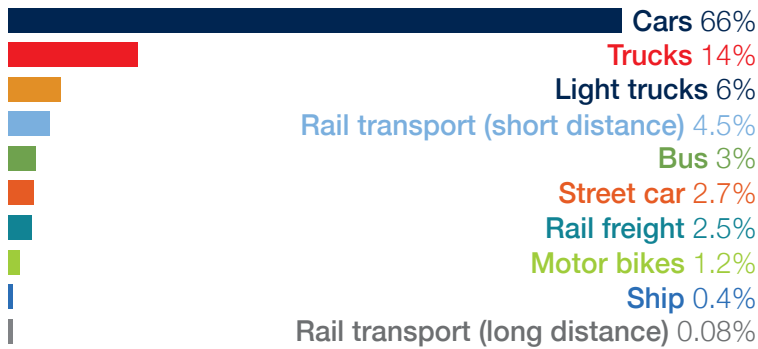 Cars 66%
Trucks 14%
Light trucks 6%
Rail transport (short distance) 4.5%
Bus 3%
Street car 2.7%
Rail freight 2.5%
Motor bikes 1.2%
Ship 0.4%
Rail transport (long distance) 0.08%